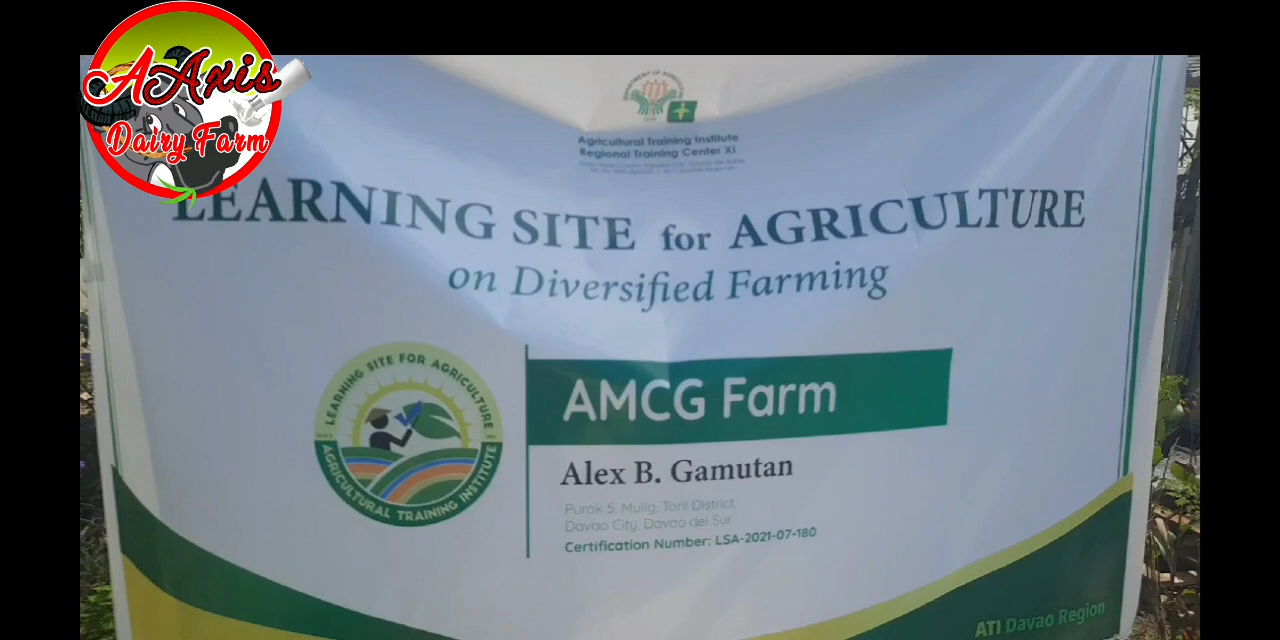 AAxis
Dairy Farm
DEPARTMENT OF
Agricultural Training Institute
Regional Training Center XI
LEARNING SITE for AGRICULTURE
on Diversified Farming
LEARNING SITE FOR AGRICULTURE
AGRICULTURAL TRAINING INSTITUTE
AMCG Farm
Alex B. Gamutan
Purok 5, Mulig, Toril District,
Davao City, Davao del Sur
Certification Number: LSA-2021-07-180
ATI Davao Region